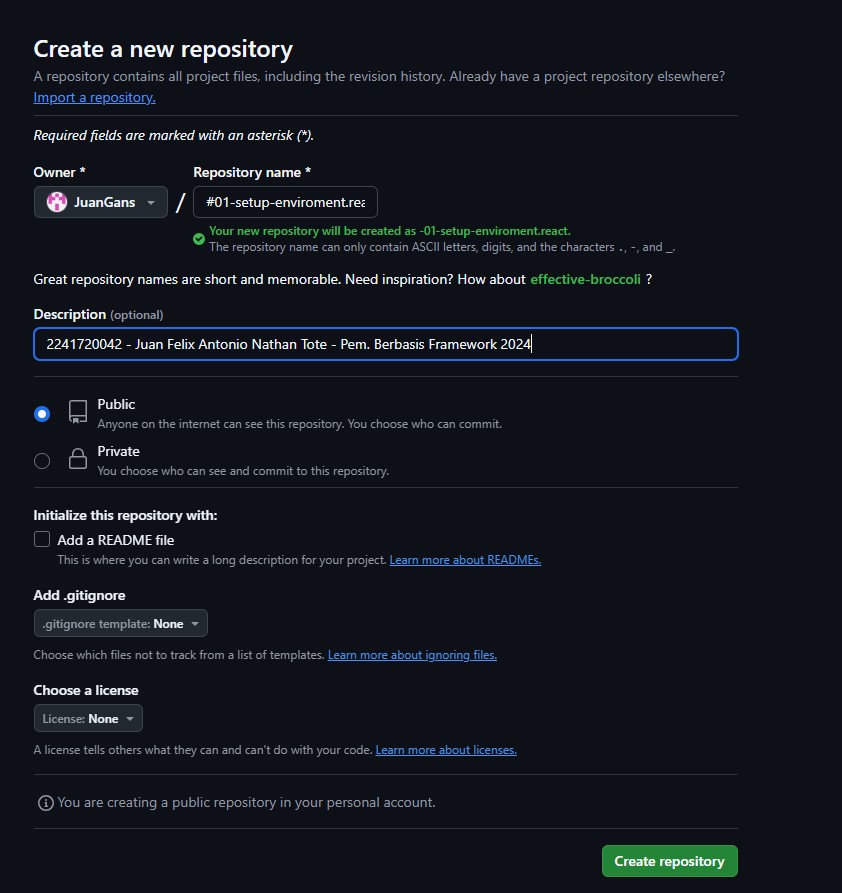 Create a new repository
A repository contains all project files, including the revision history. Already have a project repository elsewhere?
Import a repository.
Required fields are marked with an asterisk (*).
Owner *
Repository name *
JuanGans
/
#01-setup-enviroment.rea
Your new repository will be created as -01-setup-enviroment.react.
The repository name can only contain ASCII letters, digits, and the characters ., -, and _.
Great repository names are short and memorable. Need inspiration? How about effective-broccoli ?
Description (optional)
2241720042 - Juan Felix Antonio Nathan Tote - Pem. Berbasis Framework 2024
Public
Anyone on the internet can see this repository. You choose who can commit.
Private
You choose who can see and commit to this repository.
Initialize this repository with:
Add a README file
This is where you can write a long description for your project. Learn more about READMEs.
Add .gitignore
.gitignore template: None
Choose which files not to track from a list of templates. Learn more about ignoring files.
Choose a license
License: None
A license tells others what they can and can't do with your code. Learn more about licenses.
You are creating a public repository in your personal account.
Create repository